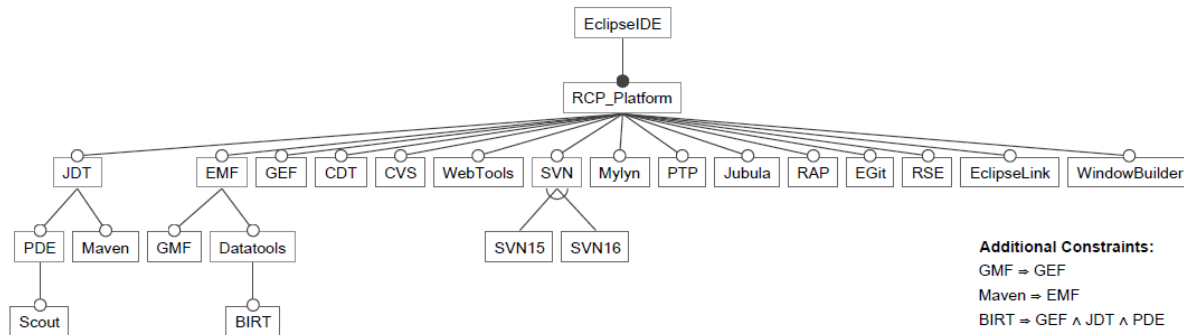 EclipseIDE
RCP_Platform
JDT EMF GEF CDT CVS WebTools SVN Mylyn PTP Jubula RAP EGit RSE EclipseLink WindowBuilder
PDE Maven GMF Datatools SVN15 SVN16
Scout BIRT
Additional Constraints:
GMF ⇒ GEF
Maven ⇒ EMF
BIRT ⇒ GEF ∧ JDT ∧ PDE